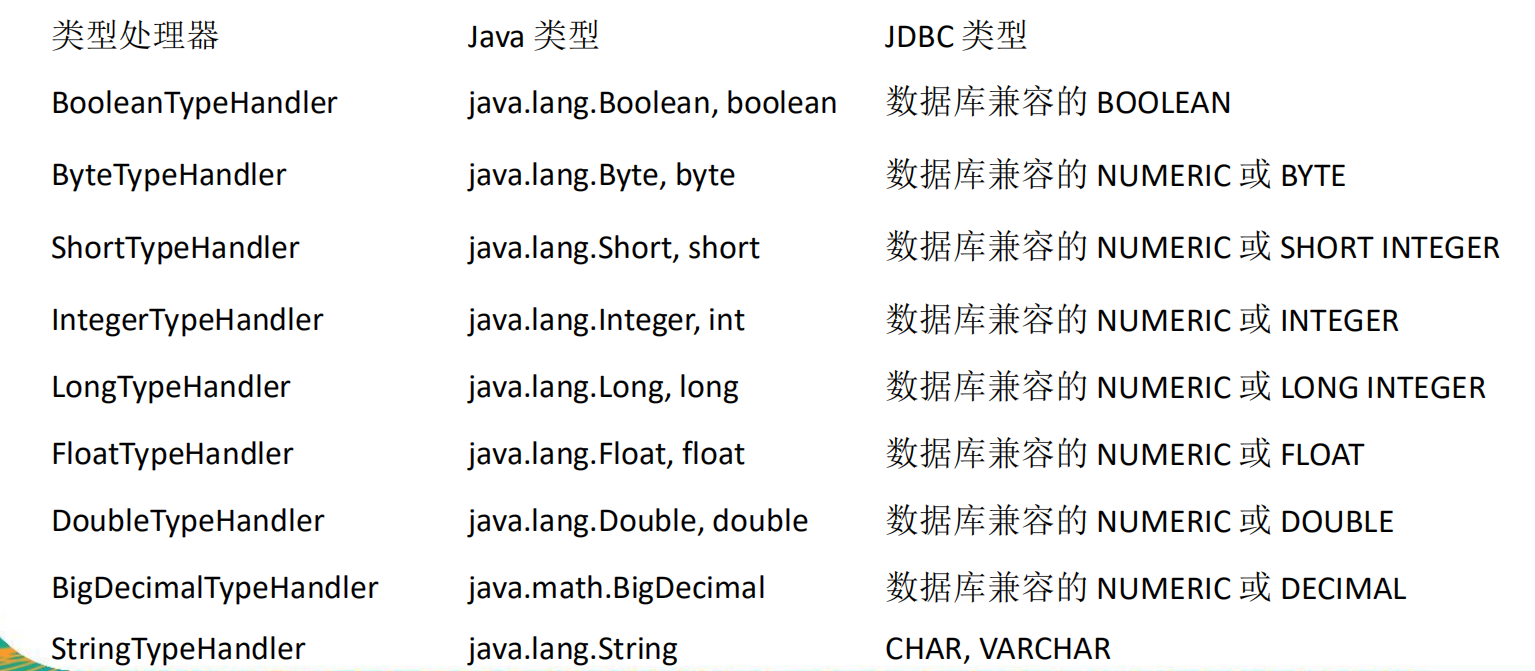 类型处理器 Java 类型 JDBC 类型
BooleanTypeHandler java.lang.Boolean, boolean 数据库兼容的 BOOLEAN
ByteTypeHandler java.lang.Byte, byte 数据库兼容的 NUMERIC 或 BYTE
ShortTypeHandler java.lang.Short, short 数据库兼容的 NUMERIC 或 SHORT INTEGER
IntegerTypeHandler java.lang.Integer, int 数据库兼容的 NUMERIC 或 INTEGER
LongTypeHandler java.lang.Long, long 数据库兼容的 NUMERIC 或 LONG INTEGER
FloatTypeHandler java.lang.Float, float 数据库兼容的 NUMERIC 或 FLOAT
DoubleTypeHandler java.lang.Double, double 数据库兼容的 NUMERIC 或 DOUBLE
BigDecimalTypeHandler java.math.BigDecimal 数据库兼容的 NUMERIC 或 DECIMAL
StringTypeHandler java.lang.String CHAR, VARCHAR